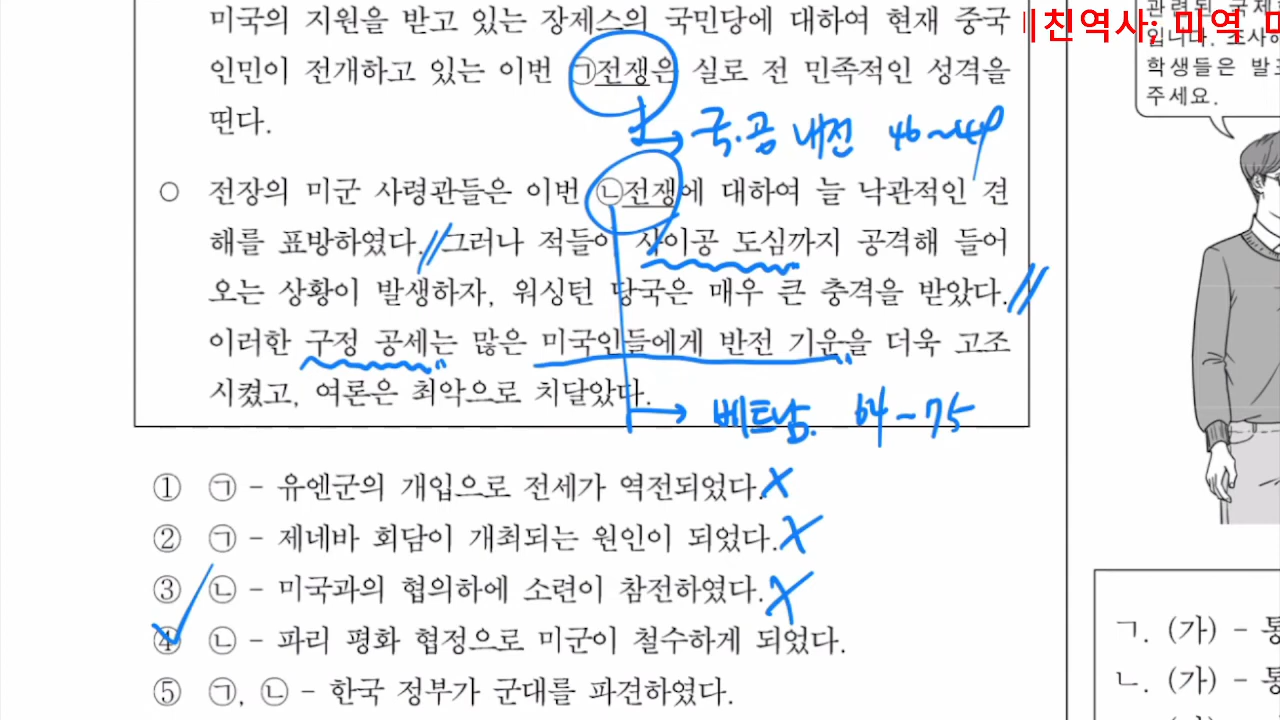 미국의 지원을 받고 있는 장제스의 국민당에 대하여 현재 중국
인민이 전개하고 있는 이번 ㉠전쟁은 실로 전 민족적인 성격을
띤다.
국·공 내전 46~49
○ 전장의 미군 사령관들은 이번 ㉡전쟁에 대하여 늘 낙관적인 견
해를 표방하였다. 그러나 적들이 사이공 도심까지 공격해 들어
오는 상황이 발생하자, 워싱턴 당국은 매우 큰 충격을 받았다.
이러한 구정 공세는 많은 미국인들에게 반전 기운을 더욱 고조
시켰고, 여론은 최악으로 치달았다.
베트남. 64~75
① ㉠ - 유엔군의 개입으로 전세가 역전되었다.
② ㉠ - 제네바 회담이 개최되는 원인이 되었다.
③ ㉡ - 미국과의 협의하에 소련이 참전하였다.
④ ㉡ - 파리 평화 협정으로 미군이 철수하게 되었다.
⑤ ㉠, ㉡ - 한국 정부가 군대를 파견하였다.
친역사; 미역
관련된 국제
입니다. 조사
학생들은 발표
주세요.
ㄱ. (가) - 통
ㄴ. (가) - 통